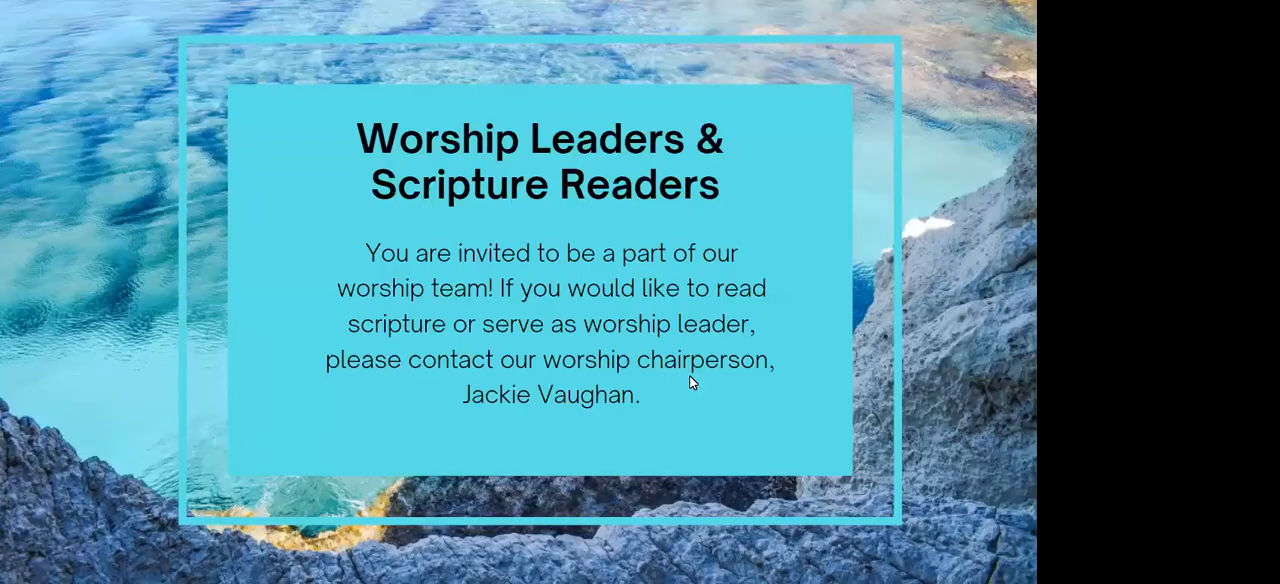 Worship Leaders &
Scripture Readers
You are invited to be a part of our
worship team! If you would like to read
scripture or serve as worship leader,
please contact our worship chairperson,
Jackie Vaughan.